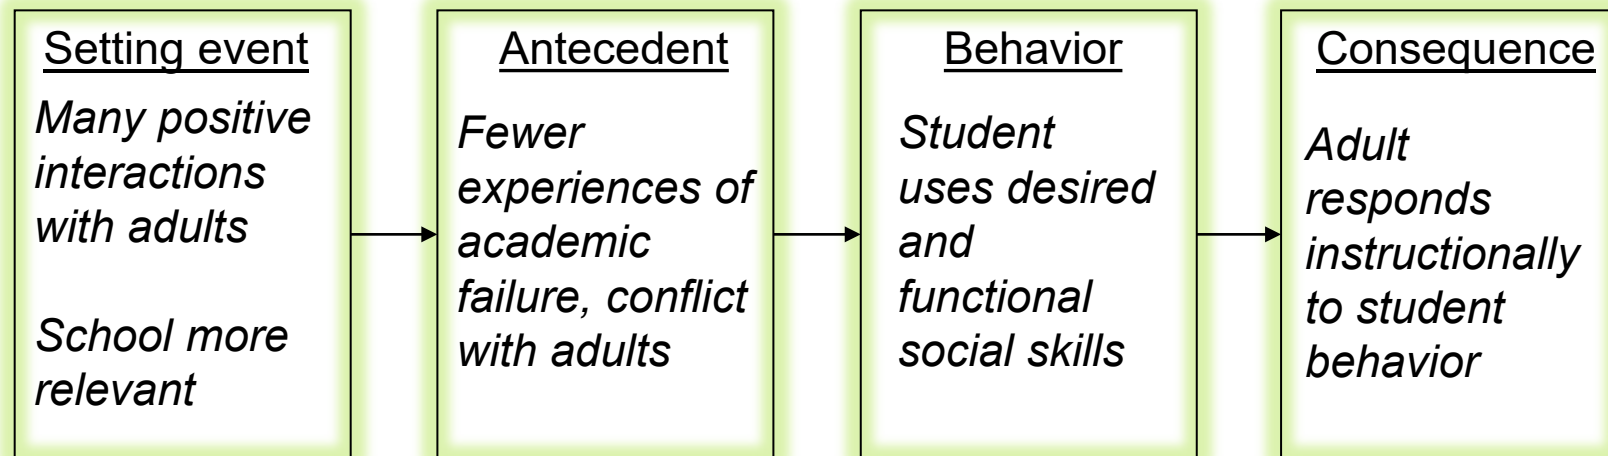 Setting event
Many positive
interactions
with adults
School more
relevant
Antecedent
Fewer
experiences of
academic
failure, conflict
with adults
Behavior
Student
uses desired
and
functional
social skills
Consequence
Adult
responds
instructionally
to student
behavior